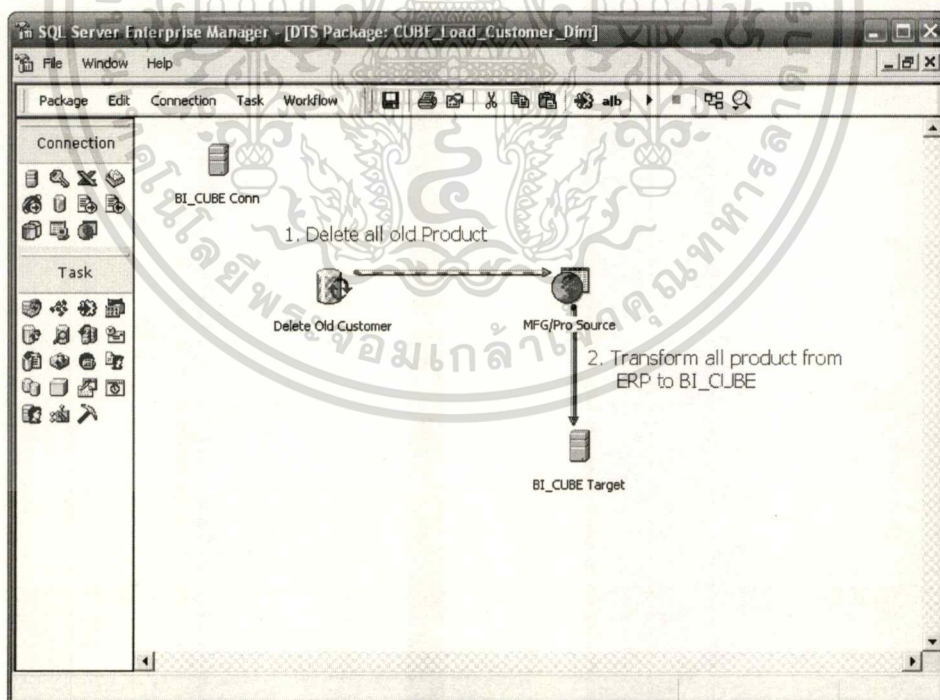 SQL Server Enterprise Manager - [DTS Package: CUBE_Load_Customer_Dim]
File Window Help
Package Edit Connection Task Workflow
Connection
BI_CUBE Conn
1. Delete all old Product
Task
Delete Old Customer
MFG/Pro Source
2. Transform all product from
ERP to BI_CUBE
BI_CUBE Target